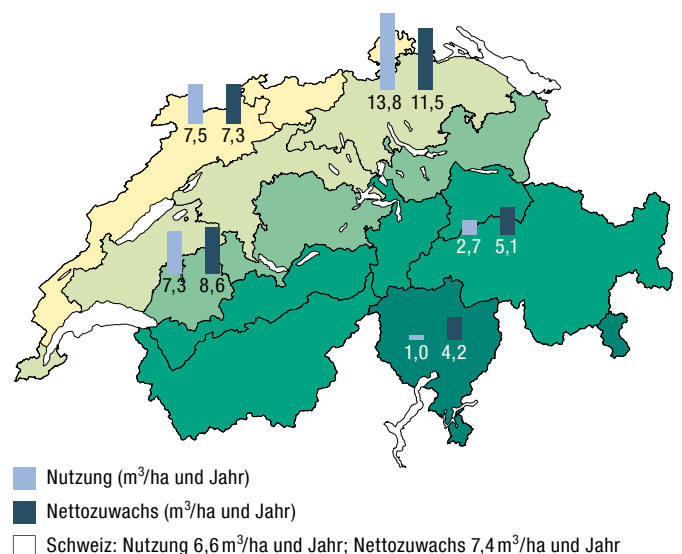 13,8 11,5
7,5 7,3
2,7 5,1
7,3 8,6
1,0 4,2
Nutzung (m³/ha und Jahr)
Nettozuwachs (m³/ha und Jahr)
Schweiz: Nutzung 6,6 m³/ha und Jahr; Nettozuwachs 7,4 m³/ha und Jahr